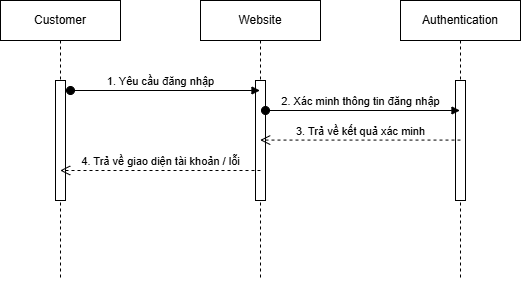 Customer
Website
Authentication
1. Yêu cầu đăng nhập
2. Xác minh thông tin đăng nhập
3. Trả về kết quả xác minh
4. Trả về giao diện tài khoản / lỗi